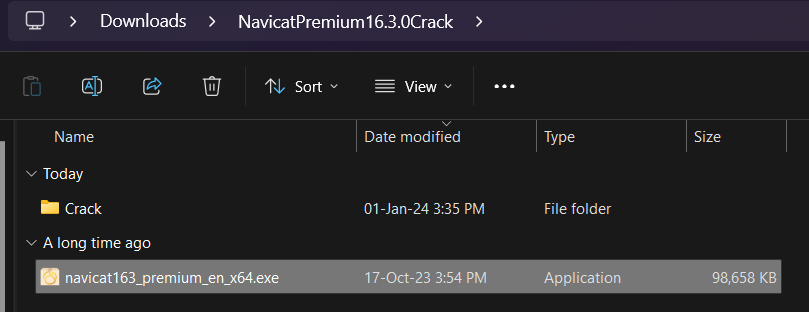 Downloads NavicatPremium16.3.0Crack
Sort View
Name Date modified Type Size
Today
Crack 01-Jan-24 3:35 PM File folder
A long time ago
navicat163_premium_en_x64.exe 17-Oct-23 3:54 PM Application 98,658 KB